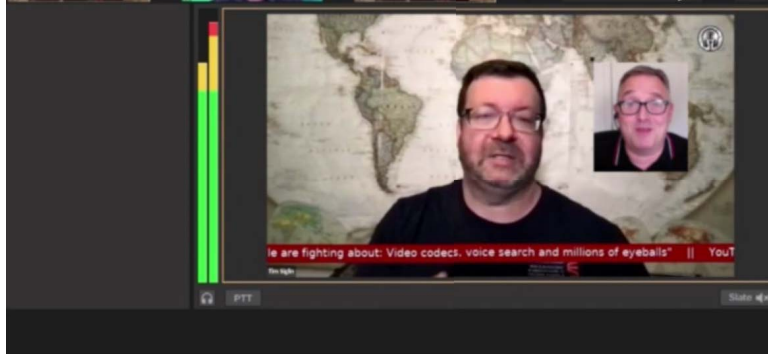 le are fighting about: Video codecs, voice search and millions of eyeballs" || YouT
PTT
Slate